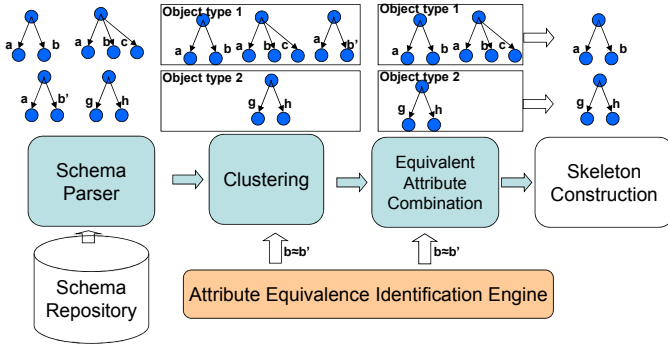 Object type 1
Object type 1
a b a b c
a b c a b'
a b a b c
a b
Object type 2
Object type 2
a b' g h
g h
g h
g h
Schema
Parser
Clustering
Equivalent
Attribute
Combination
Skeleton
Construction
b≈b'
b≈b'
Schema
Repository
Attribute Equivalence Identification Engine